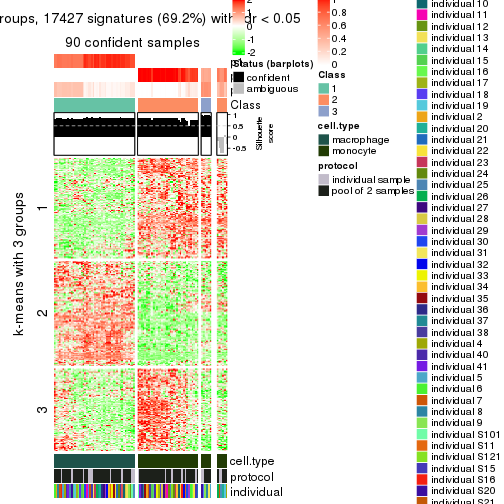 roups, 17427 signatures (69.2%) with
dr < 0.05
90 confident samples
2
1
0
-1
-2
0.8
0.6
0.4
0.2
0
Status (barplots)
confident
ambiguous
Class
1
0.5
-0.5
Silhouette
score
Class
1
2
3
cell.type
macrophage
monocyte
protocol
individual sample
pool of 2 samples
k-means with 3 groups
1
2
3
cell.type
protocol
individual
individual 10
individual 11
individual 12
individual 13
individual 14
individual 15
individual 16
individual 17
individual 18
individual 19
individual 2
individual 20
individual 21
individual 22
individual 23
individual 24
individual 25
individual 26
individual 27
individual 28
individual 29
individual 30
individual 31
individual 32
individual 33
individual 34
individual 35
individual 36
individual 37
individual 38
individual 4
individual 40
individual 41
individual 5
individual 6
individual 7
individual 8
individual 9
individual S101
individual S11
individual S121
individual S15
individual S16
individual S20
individual S21